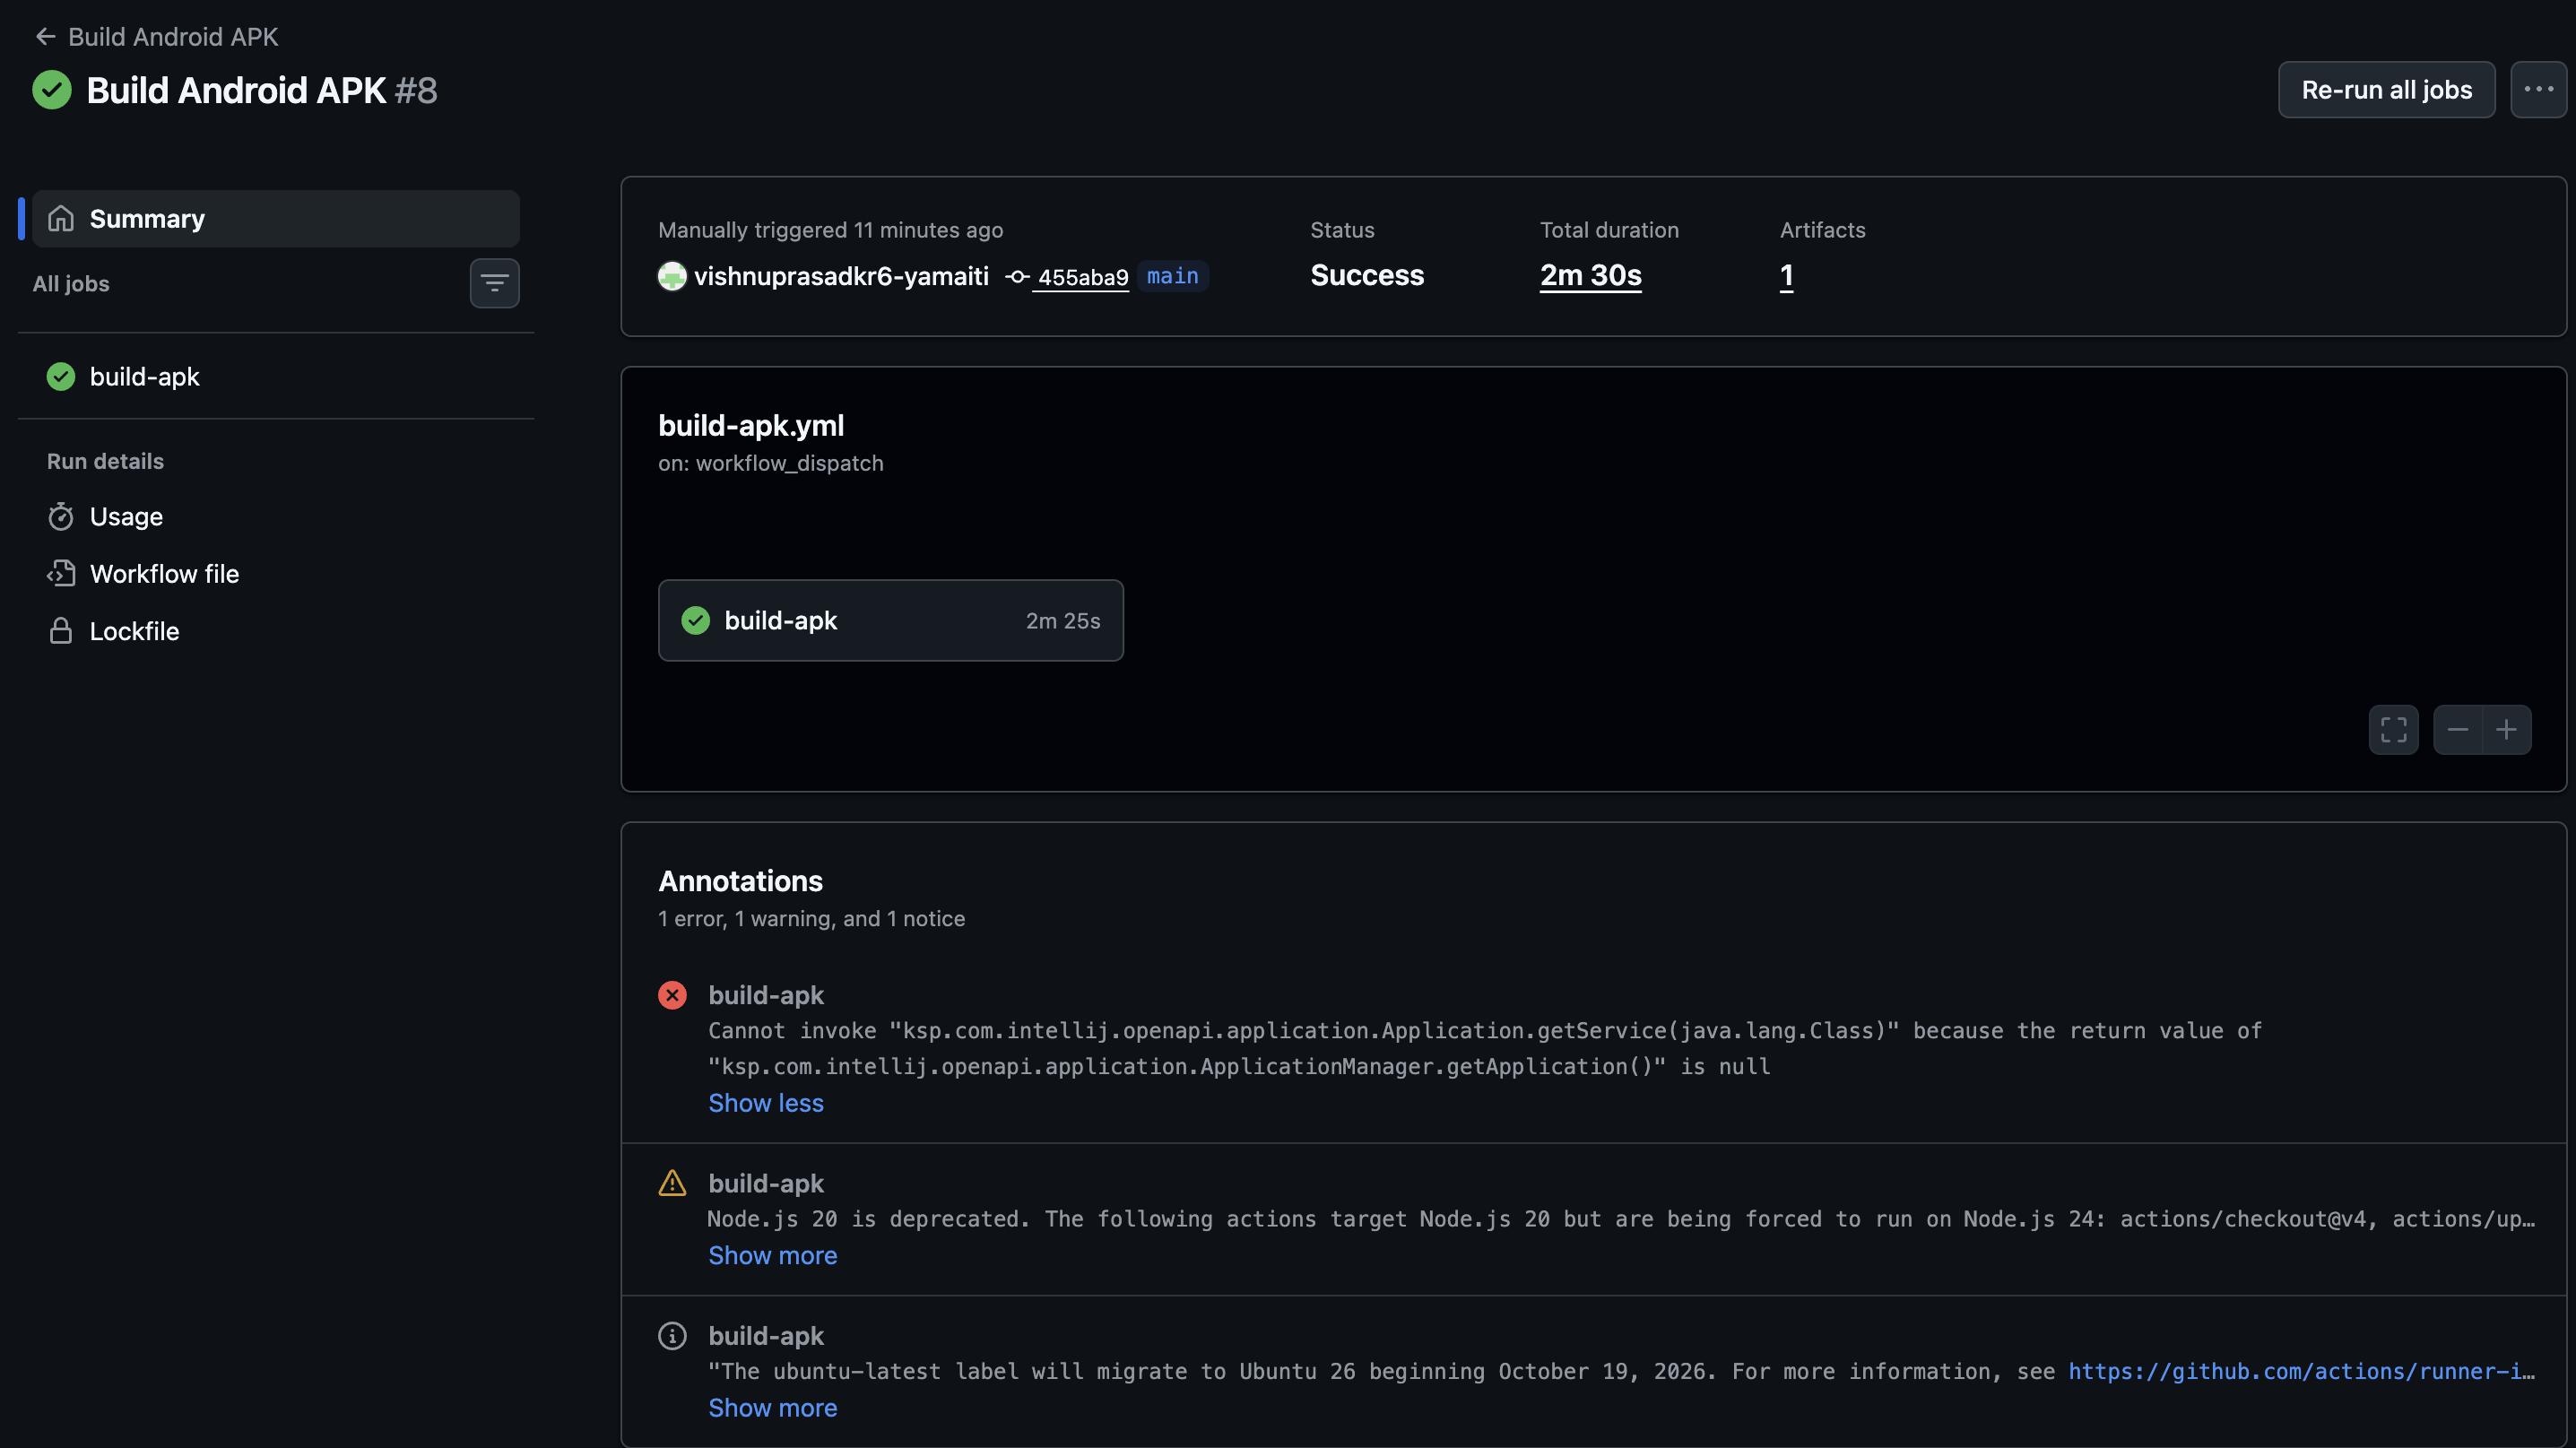 Build Android APK
Build Android APK #8
Re-run all jobs
Summary
All jobs
build-apk
Run details
Usage
Workflow file
Lockfile
Manually triggered 11 minutes ago
vishnuprasadkr6-yamaiti 455aba9 main
Status
Success
Total duration
2m 30s
Artifacts
1
build-apk.yml
on: workflow_dispatch
build-apk 2m 25s
Annotations
1 error, 1 warning, and 1 notice
build-apk
Cannot invoke "ksp.com.intellij.openapi.application.Application.getService(java.lang.Class)" because the return value of
"ksp.com.intellij.openapi.application.ApplicationManager.getApplication()" is null
Show less
build-apk
Node.js 20 is deprecated. The following actions target Node.js 20 but are being forced to run on Node.js 24: actions/checkout@v4, actions/up…
Show more
build-apk
"The ubuntu-latest label will migrate to Ubuntu 26 beginning October 19, 2026. For more information, see https://github.com/actions/runner-i…
Show more